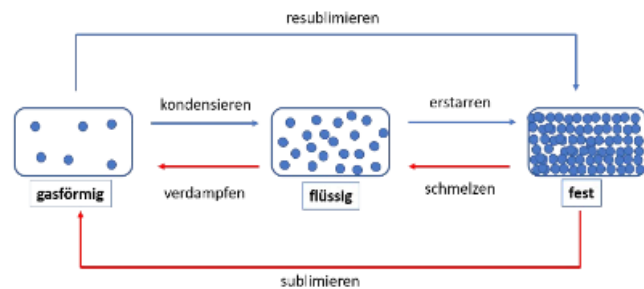 resublimieren
kondensieren
erstarren
verdampfen
schmelzen
gasförmig
flüssig
fest
sublimieren